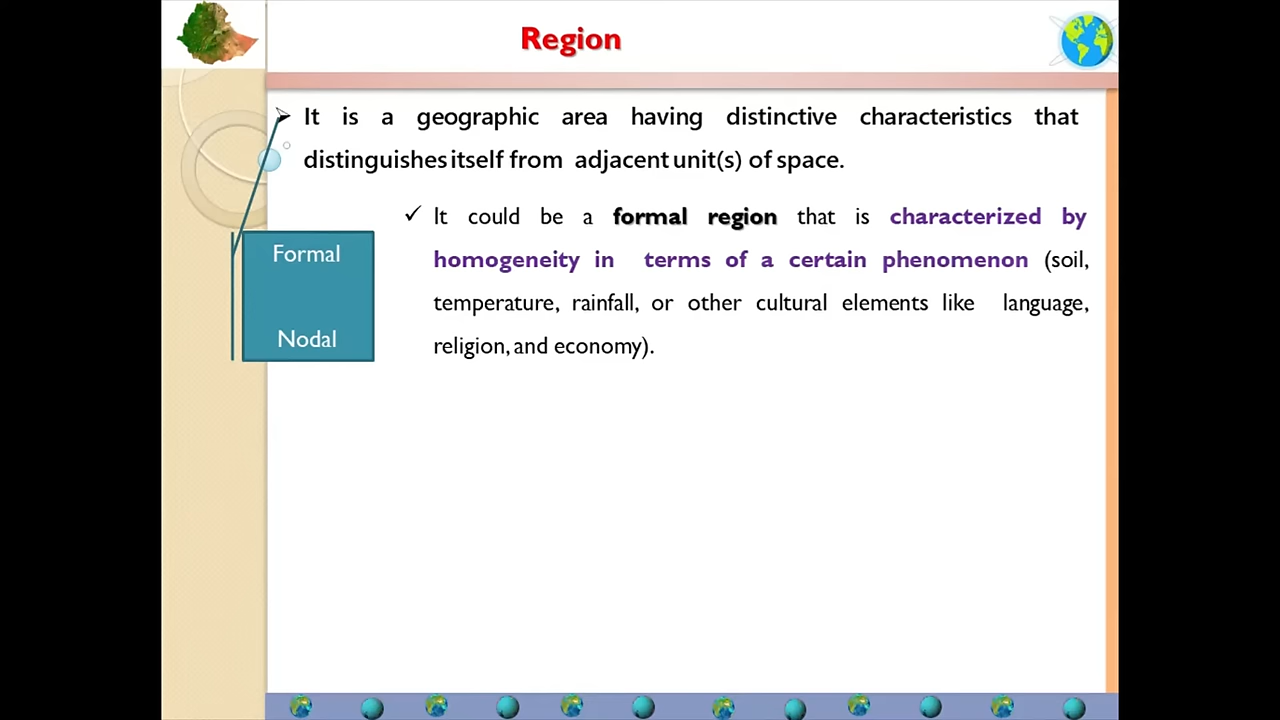 Region
➢ It is a geographic area having distinctive characteristics that
distinguishes itself from adjacent unit(s) of space.
✓ It could be a formal region that is characterized by
homogeneity in terms of a certain phenomenon (soil,
temperature, rainfall, or other cultural elements like language,
religion, and economy).
Formal
Nodal